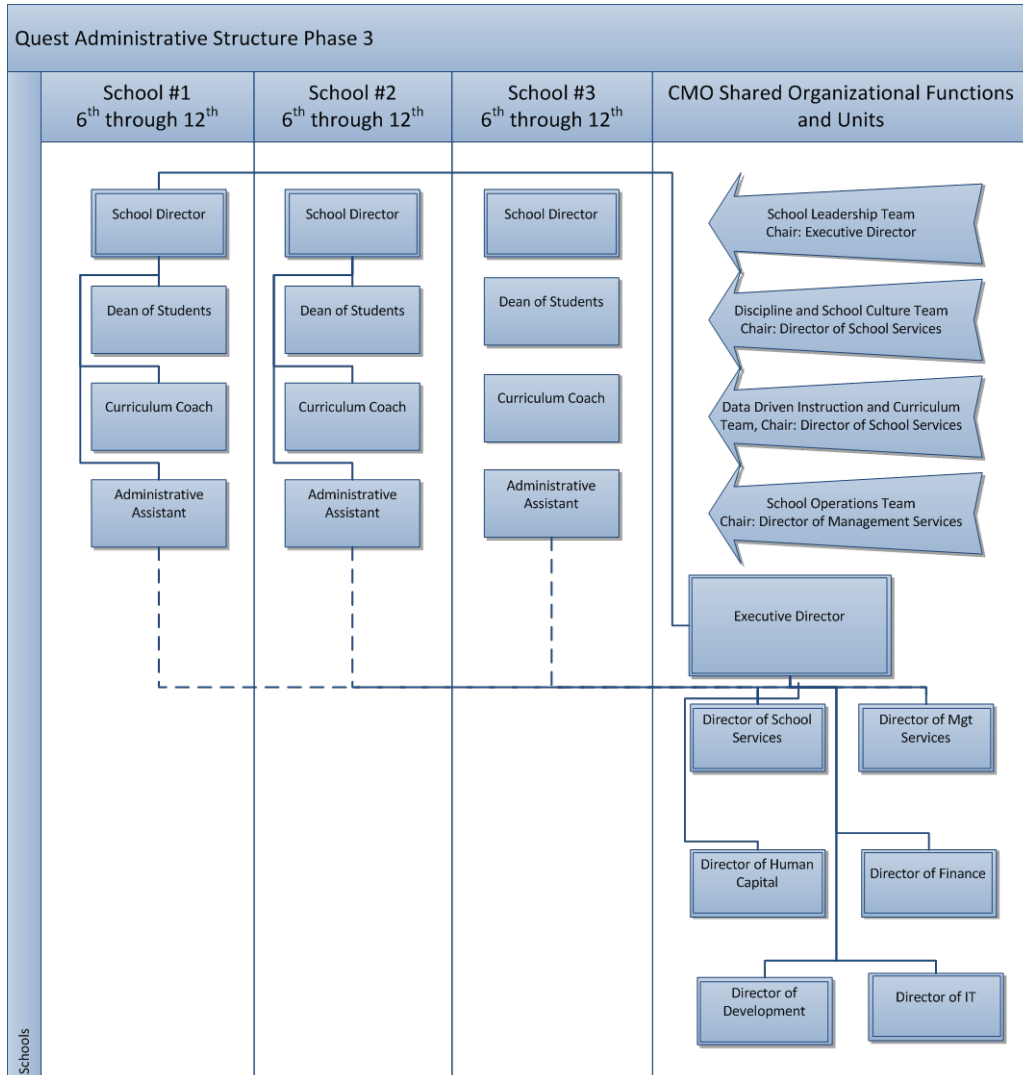 Quest Administrative Structure Phase 3
School #1
6th through 12th
School #2
6th through 12th
School #3
6th through 12th
CMO Shared Organizational Functions
and Units
School Director
School Director
School Director
School Leadership Team
Chair: Executive Director
Dean of Students
Dean of Students
Dean of Students
Discipline and School Culture Team
Chair: Director of School Services
Curriculum Coach
Curriculum Coach
Curriculum Coach
Data Driven Instruction and Curriculum
Team, Chair: Director of School Services
Administrative
Assistant
Administrative
Assistant
Administrative
Assistant
School Operations Team
Chair: Director of Management Services
Executive Director
Director of School
Services
Director of Mgt
Services
Director of Human
Capital
Director of Finance
Director of
Development
Director of IT
Schools